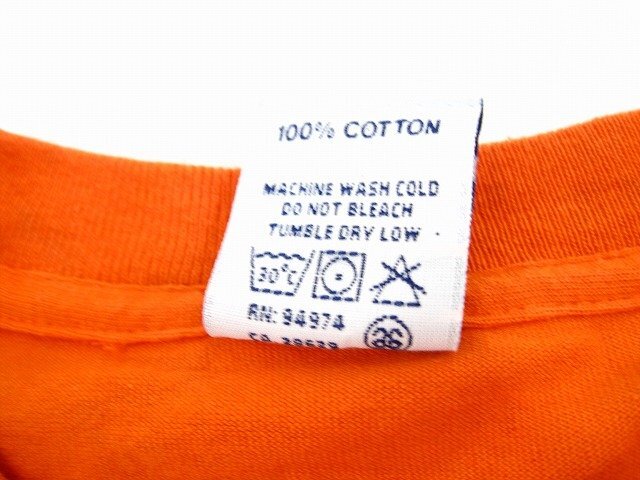 100% COTTON
MACHINE WASH COLD
DO NOT BLEACH
TUMBLE DRY LOW
30°C
RN: 94974